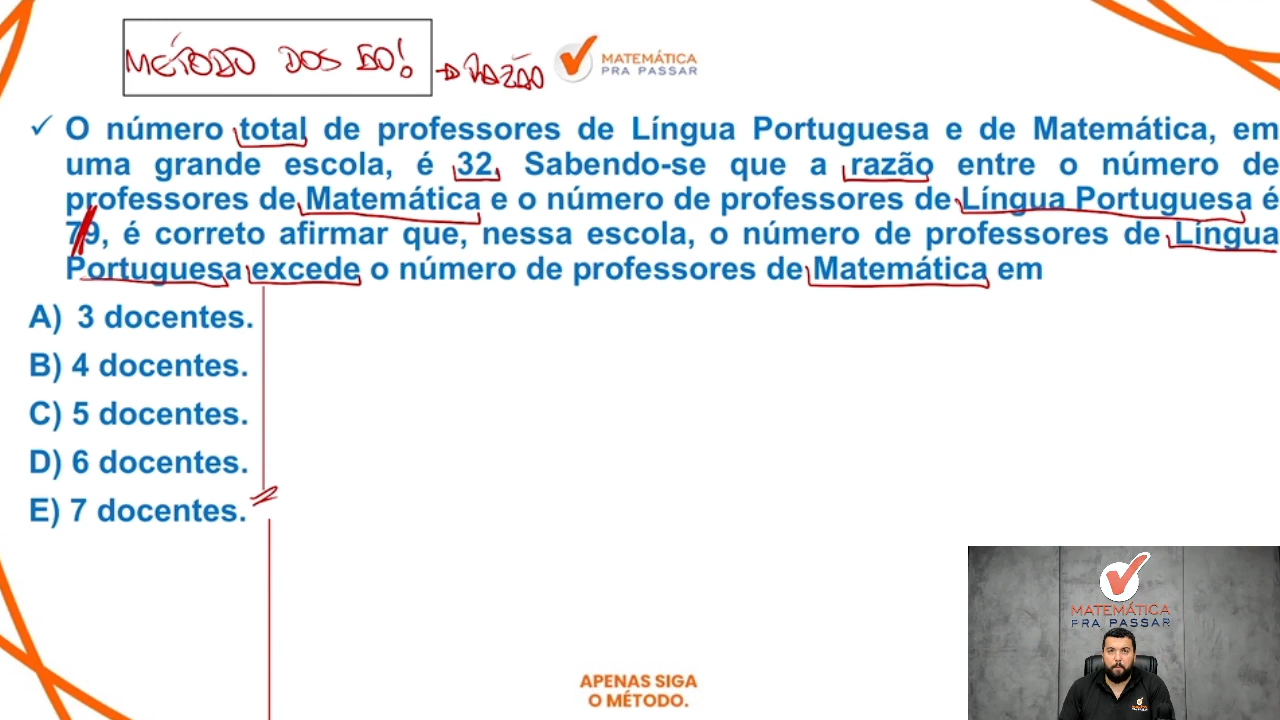 MÉTODO DOS 50! → RAZÃO
MATEMÁTICA
PRA PASSAR
✓ O número total de professores de Língua Portuguesa e de Matemática, em
uma grande escola, é 32. Sabendo-se que a razão entre o número de
professores de Matemática e o número de professores de Língua Portuguesa é
7/9, é correto afirmar que, nessa escola, o número de professores de Língua
Portuguesa excede o número de professores de Matemática em
A) 3 docentes.
B) 4 docentes.
C) 5 docentes.
D) 6 docentes.
E) 7 docentes.
MATEMÁTICA
PRA PASSAR
APENAS SIGA
O MÉTODO.